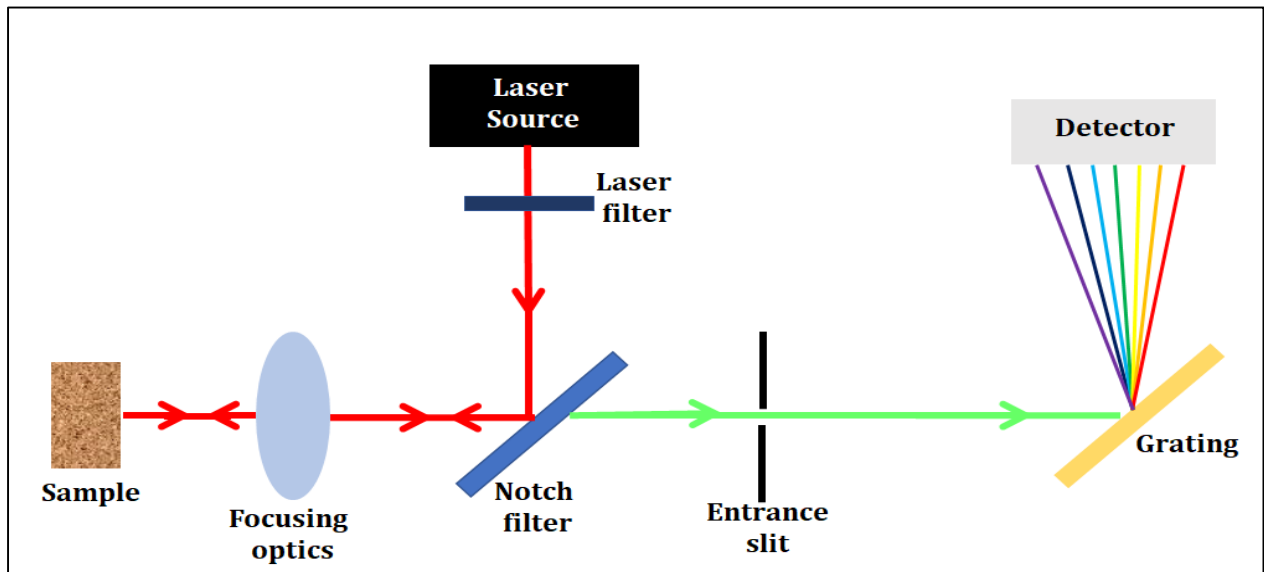 Laser
Source
Detector
Laser
filter
Sample
Focusing
optics
Notch
filter
Entrance
slit
Grating